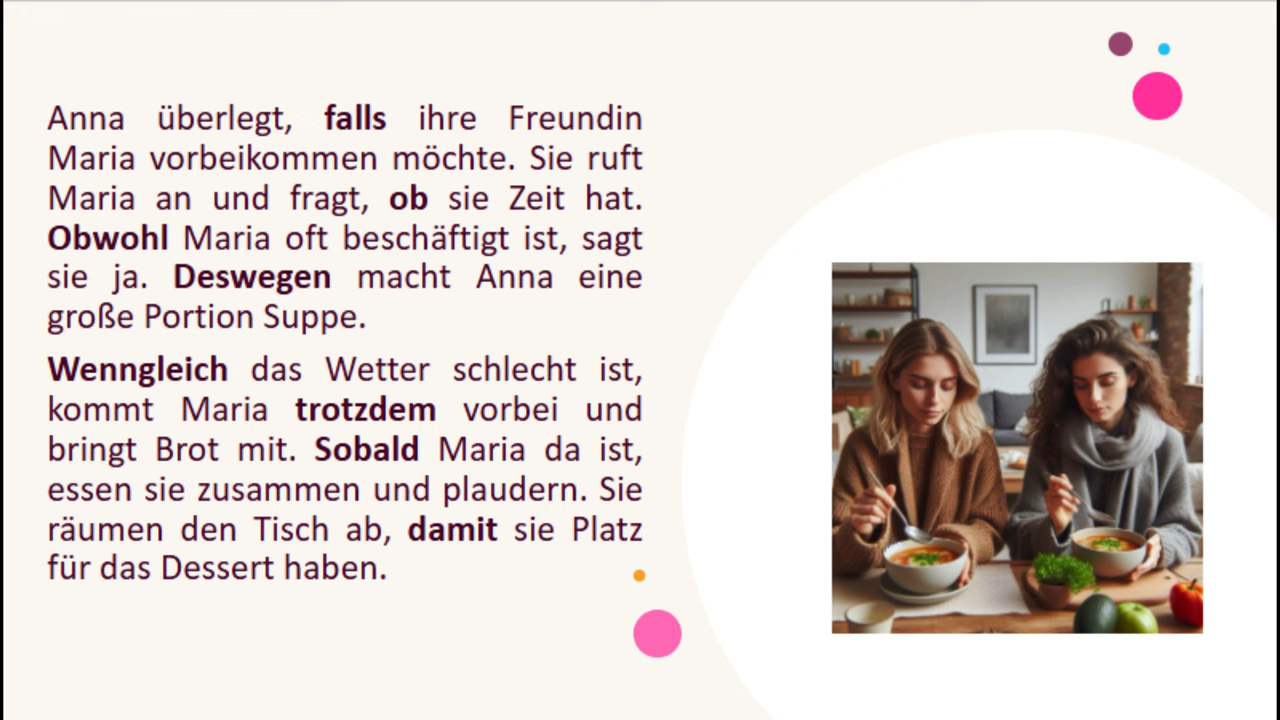 Anna überlegt, falls ihre Freundin
Maria vorbeikommen möchte. Sie ruft
Maria an und fragt, ob sie Zeit hat.
Obwohl Maria oft beschäftigt ist, sagt
sie ja. Deswegen macht Anna eine
große Portion Suppe.
Wenngleich das Wetter schlecht ist,
kommt Maria trotzdem vorbei und
bringt Brot mit. Sobald Maria da ist,
essen sie zusammen und plaudern. Sie
räumen den Tisch ab, damit sie Platz
für das Dessert haben.